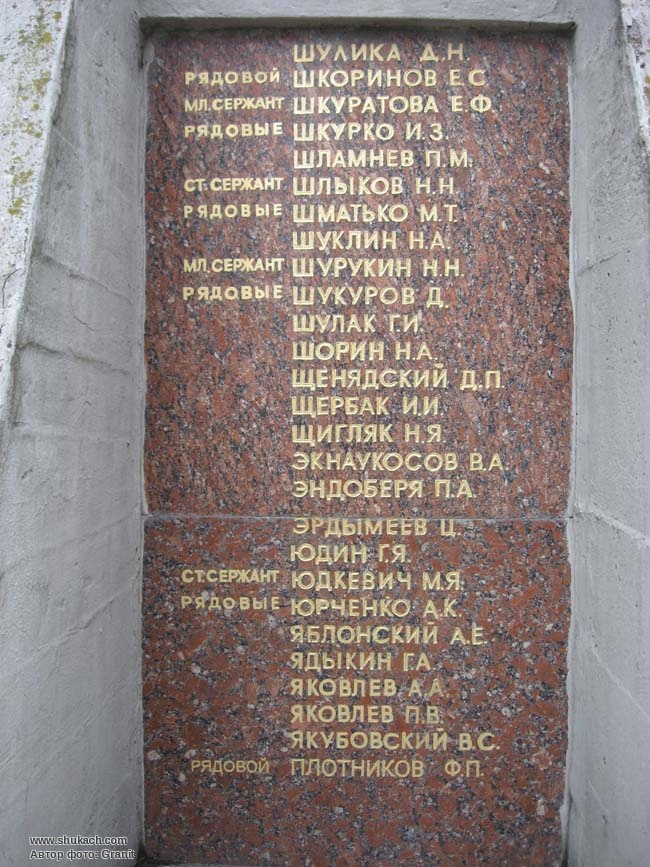 ШУЛИКА Д.Н.
РЯДОВОЙ ШКОРИНОВ Е.С
МЛ.СЕРЖАНТ ШКУРАТОВА Е.Ф.
РЯДОВЫЕ ШКУРКО И.З.
ШЛАМНЕВ П.М.
СТ.СЕРЖАНТ ШЛЫКОВ Н.Н.
РЯДОВЫЕ ШМАТЬКО М.Т.
ШУКЛИН Н.А.
МЛ.СЕРЖАНТ ШУРУКИН Н.Н.
РЯДОВЫЕ ШУКУРОВ Д.
ШУЛАК Г.И.
ШОРИН Н.А.
ЩЕНЯДСКИЙ Д.П.
ЩЕРБАК И.И.
ЩИГЛЯК Н.Я.
ЭКНАУКОСОВ В.А.
ЭНДОБЕРЯ П.А.
ЭРДЫМЕЕВ Ц.
ЮДИН Г.Я.
СТ.СЕРЖАНТ ЮДКЕВИЧ М.Я.
РЯДОВЫЕ ЮРЧЕНКО А.К.
ЯБЛОНСКИЙ А.Е.
ЯДЫКИН Г.А.
ЯКОВЛЕВ А.А.
ЯКОВЛЕВ П.В.
ЯКУБОВСКИЙ В.С.
РЯДОВОЙ ПЛОТНИКОВ Ф.П.
www.shukach.com
Автор фото: Granit